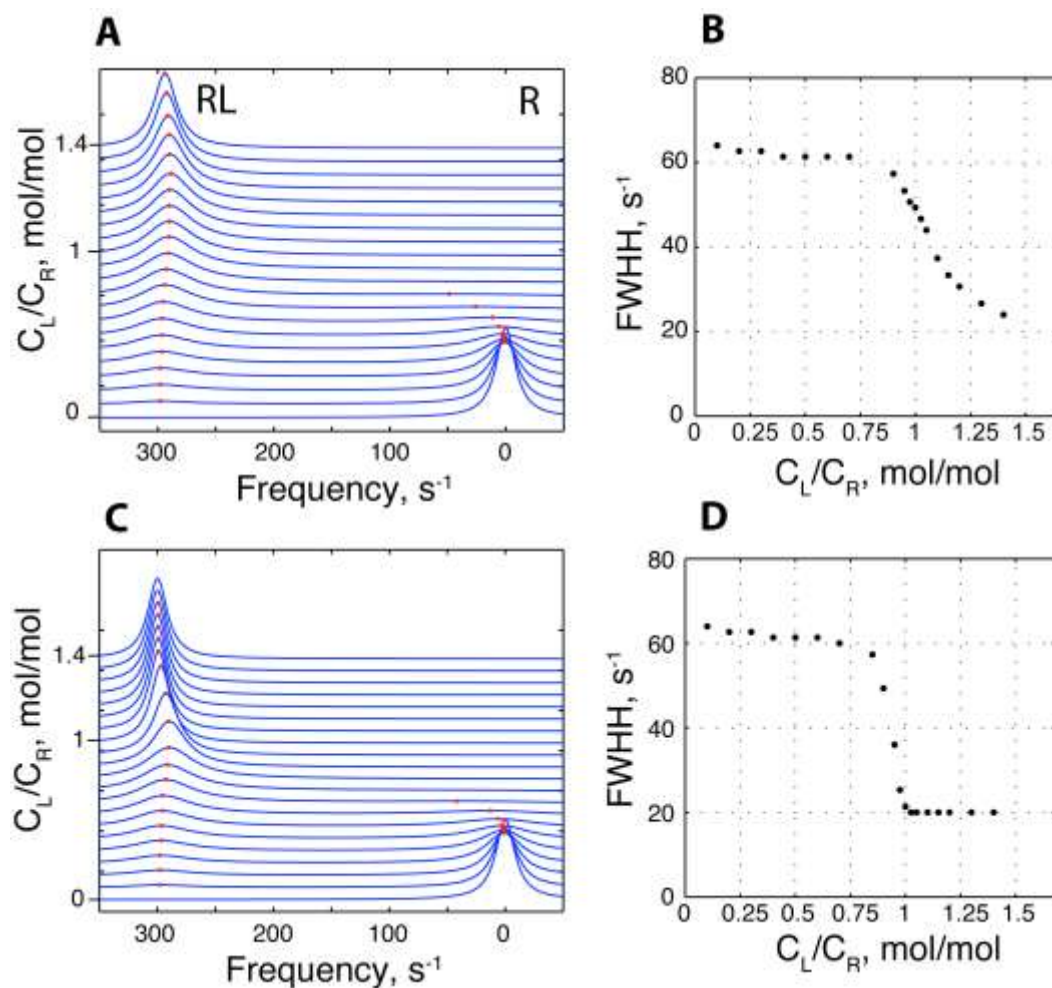 A
RL
R
C_L/C_R, mol/mol
1.4
1
0
300
200
100
0
Frequency, s⁻¹
B
FWHH, s⁻¹
80
60
40
20
0
0
0.25
0.5
0.75
1
1.25
1.5
C_L/C_R, mol/mol
C
C_L/C_R, mol/mol
1.4
1
0
300
200
100
0
Frequency, s⁻¹
D
FWHH, s⁻¹
80
60
40
20
0
0
0.25
0.5
0.75
1
1.25
1.5
C_L/C_R, mol/mol